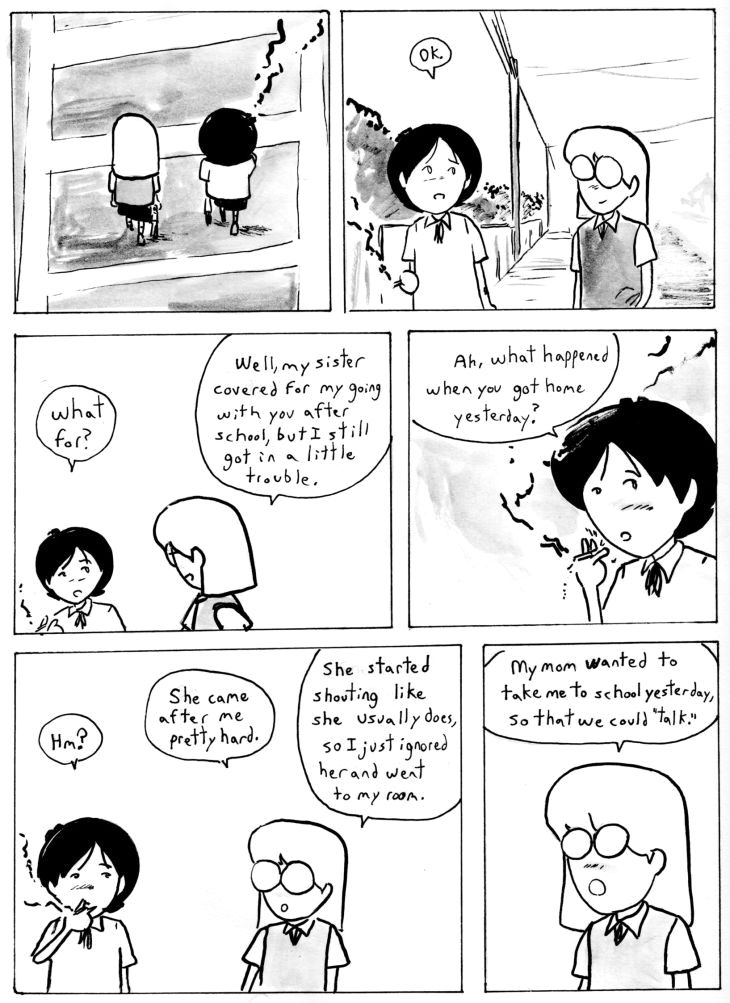 OK.
Ah, what happened
when you got home
yesterday?
Well, my sister
covered for my going
with you after
school, but I still
got in a little
trouble.
what
for?
My mom wanted to
take me to school yesterday,
so that we could "talk."
She started
shouting like
she usually does,
so I just ignored
her and went
to my room.
She came
after me
pretty hard.
Hm?